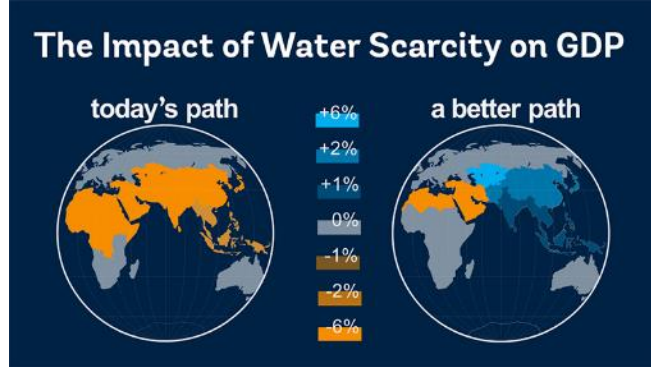 The Impact of Water Scarcity on GDP
today's path
a better path
+6%
+2%
+1%
0%
-1%
-2%
-6%